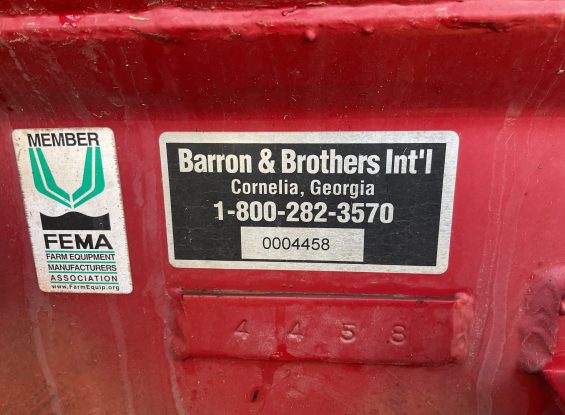 MEMBER
FEMA
FARM EQUIPMENT
MANUFACTURERS
ASSOCIATION
www.FarmEquip.org
Barron & Brothers Int'l
Cornelia, Georgia
1-800-282-3570
0004458
4458